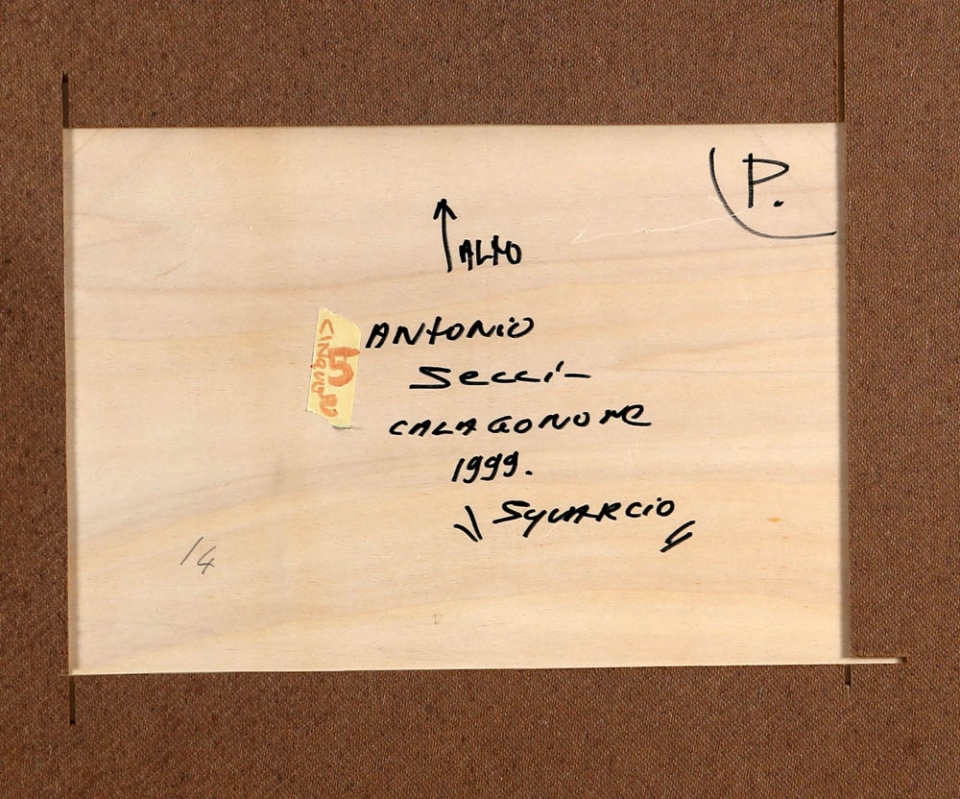 P.
ALTO
ANTONIO
Secci-
CALAGONONE
1999.
"SQUARCIO"
5
CINQUE
14